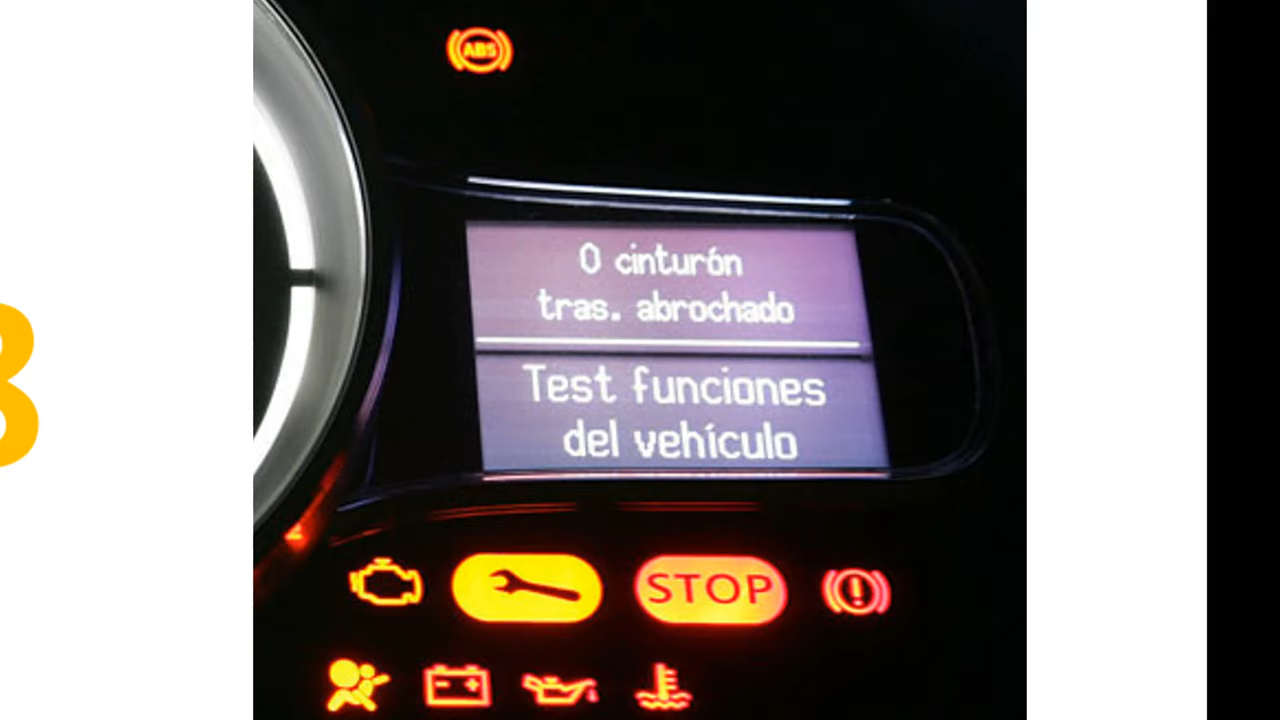 ABS
0 cinturón
tras. abrochado
Test funciones
del vehículo
STOP